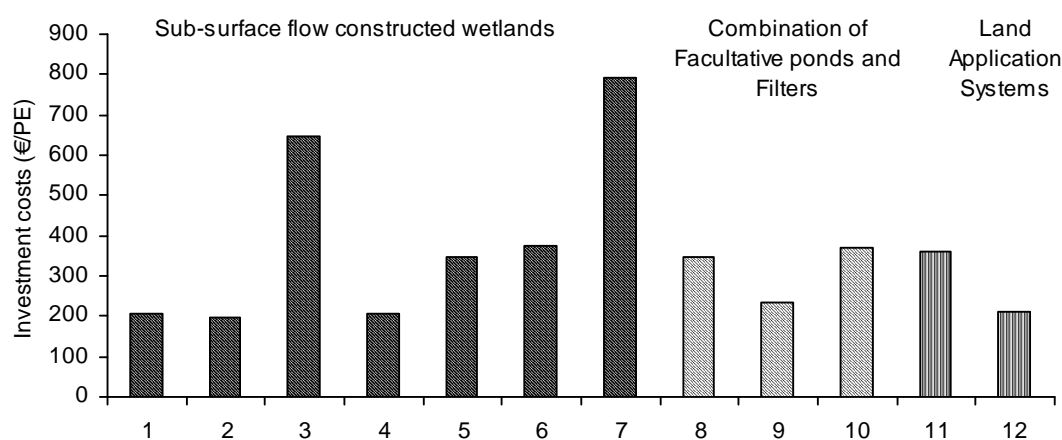 Sub-surface flow constructed wetlands
Combination of
Facultative ponds and
Filters
Land
Application
Systems
Investment costs (€/PE)
900
800
700
600
500
400
300
200
100
0
1 2 3 4 5 6 7 8 9 10 11 12